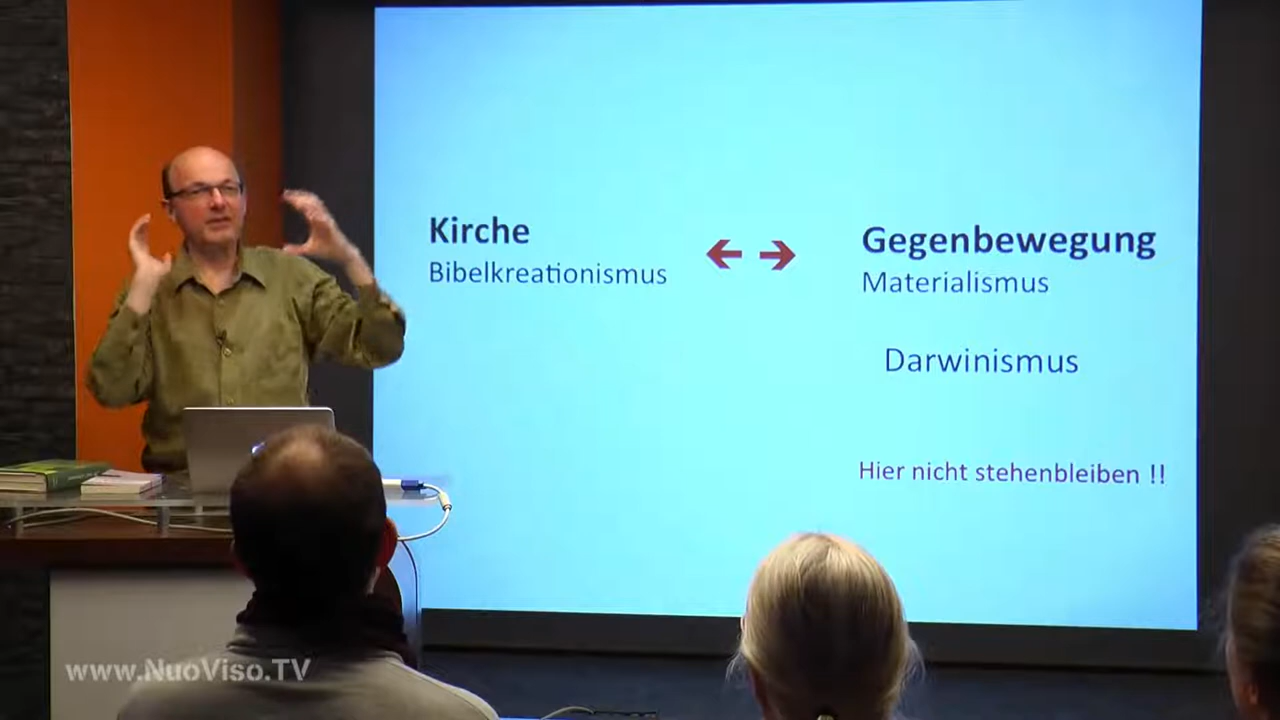 Kirche
Bibelkreationismus
Gegenbewegung
Materialismus
Darwinismus
Hier nicht stehenbleiben !!
www.NuoViso.TV